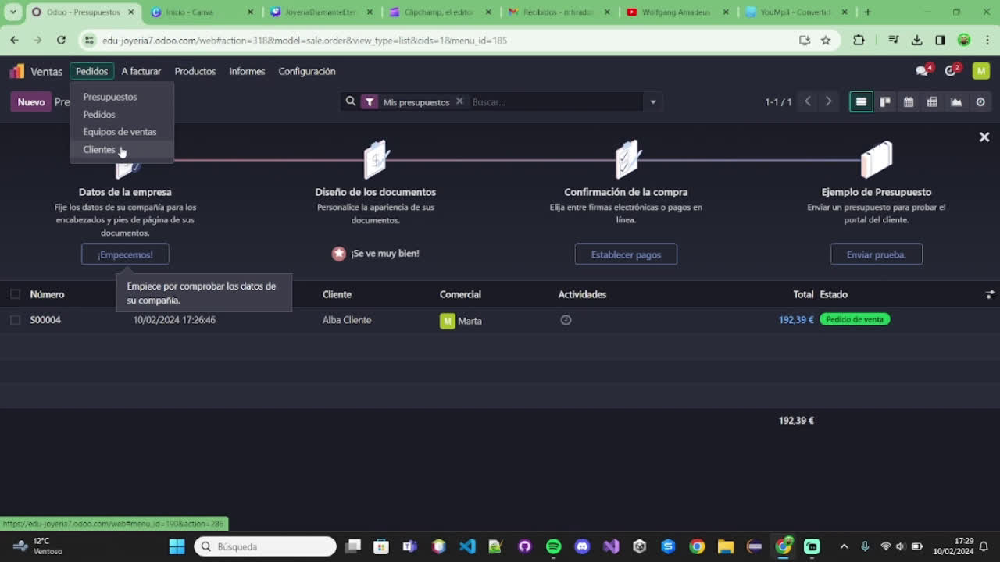 Odoo - Presupuestos
Inicio - Canva
JoyeriaDiamanteEter
Clipchamp, el editor
Recibidos - mtirador
Wolfgang Amadeus
YouMp3 - Convertid
edu-joyeria7.odoo.com/web#action=318&model=sale.order&view_type=list&cids=1&menu_id=185
Ventas Pedidos A facturar Productos Informes Configuración
4 2 M
Nuevo Pre
Mis presupuestos Buscar...
1-1 / 1
Presupuestos
Pedidos
Equipos de ventas
Clientes
Datos de la empresa
Fije los datos de su compañía para los
encabezados y pies de página de sus
documentos.
¡Empecemos!
Diseño de los documentos
Personalice la apariencia de sus
documentos.
¡Se ve muy bien!
Confirmación de la compra
Elija entre firmas electrónicas o pagos en
línea.
Establecer pagos
Ejemplo de Presupuesto
Enviar un presupuesto para probar el
portal del cliente.
Enviar prueba.
Empiece por comprobar los datos de
su compañía.
Número Cliente Comercial Actividades Total Estado
S00004 10/02/2024 17:26:46 Alba Cliente M Marta 192,39 € Pedido de venta
192,39 €
https://edu-joyeria7.odoo.com/web#menu_id=190&action=286
12°C
Ventoso
Búsqueda
17:29
10/02/2024